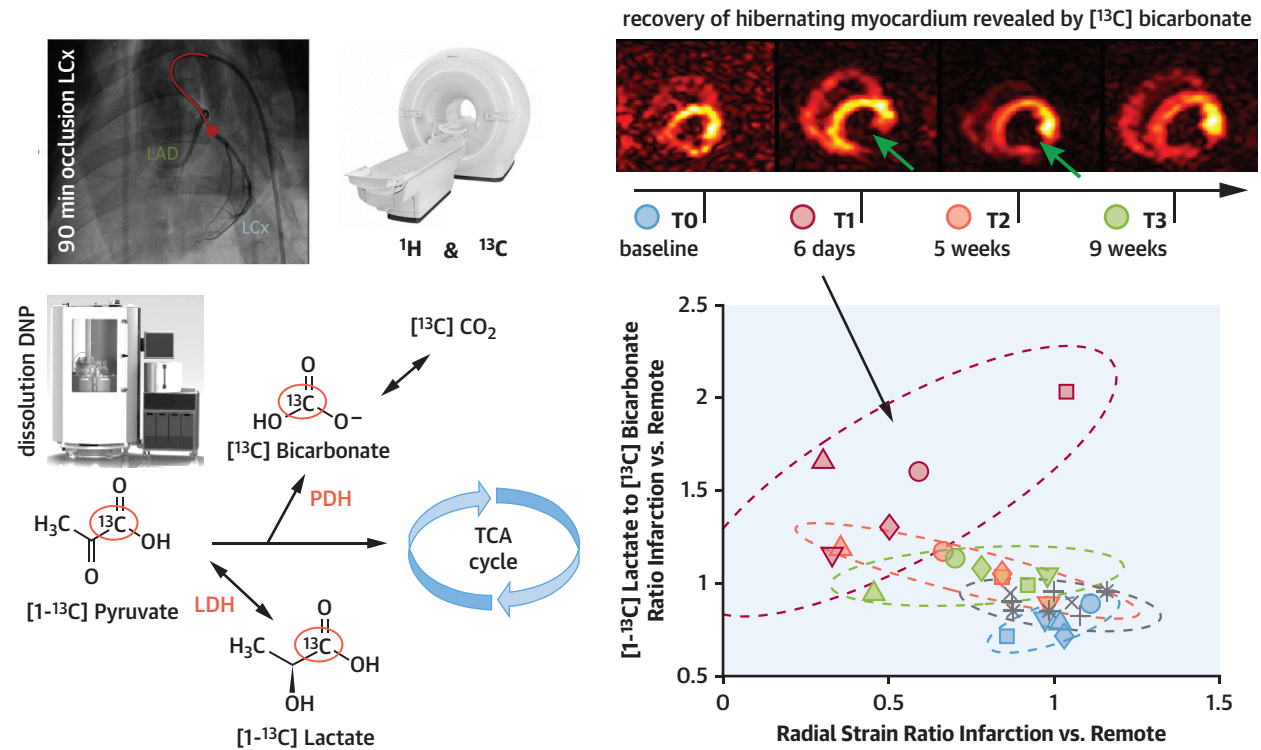 recovery of hibernating myocardium revealed by [¹³C] bicarbonate
90 min occlusion LCx
LAD
LCx
¹H & ¹³C
T0
baseline
T1
6 days
T2
5 weeks
T3
9 weeks
dissolution DNP
[¹³C] CO₂
O
¹³C
HO
O–
[¹³C] Bicarbonate
PDH
O
H₃C
¹³C
OH
O
[1-¹³C] Pyruvate
LDH
TCA
cycle
O
H₃C
¹³C
OH
OH
[1-¹³C] Lactate
[1-¹³C] Lactate to [¹³C] Bicarbonate
Ratio Infarction vs. Remote
2.5
2
1.5
1
0.5
0
0.5
1
1.5
Radial Strain Ratio Infarction vs. Remote